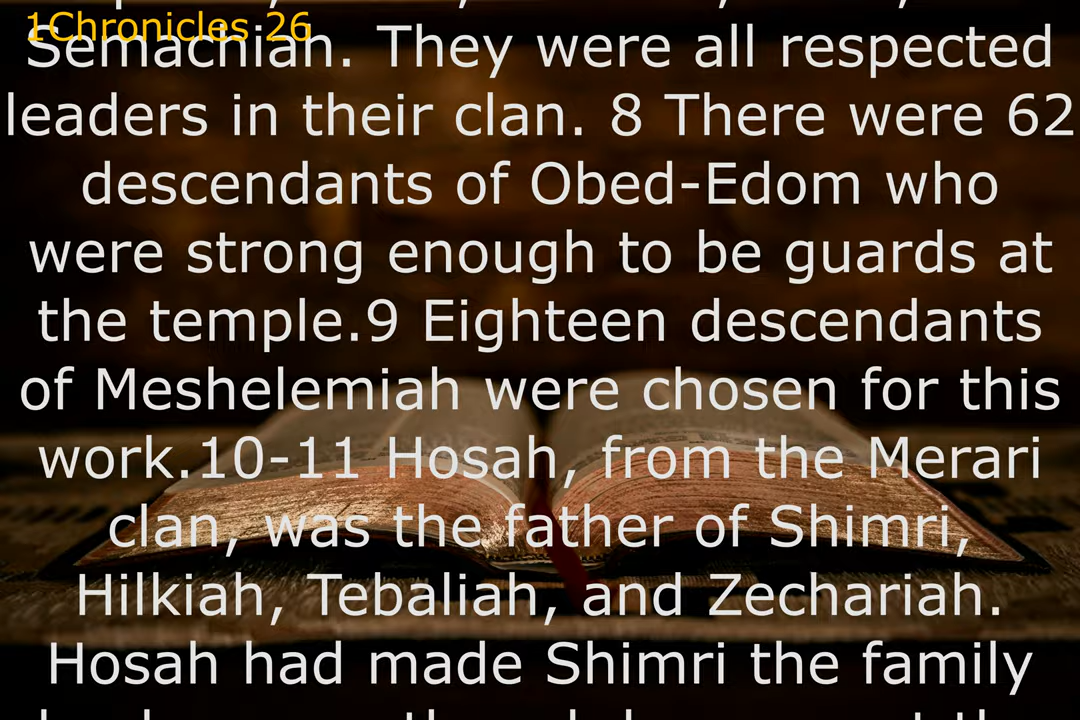 1Chronicles 26
Semachiah. They were all respected
leaders in their clan. 8 There were 62
descendants of Obed-Edom who
were strong enough to be guards at
the temple.9 Eighteen descendants
of Meshelemiah were chosen for this
work.10-11 Hosah, from the Merari
clan, was the father of Shimri,
Hilkiah, Tebaliah, and Zechariah.
Hosah had made Shimri the family